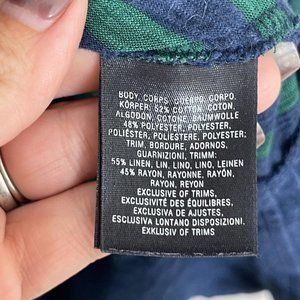 BODY, CORPS, CUERPO, CORPO,
KÖRPER: 52% COTTON, COTON,
ALGODÓN, COTONE, BAUMWOLLE
48% POLYESTER, POLYESTER,
POLIÉSTER, POLIESTERE, POLYESTER;
TRIM, BORDURE, ADORNOS,
GUARNIZIONI, TRIMM:
55% LINEN, LIN, LINO, LINO, LEINEN
45% RAYON, RAYONNE, RAYÓN,
RAYON, REYON
EXCLUSIVE OF TRIMS,
EXCLUSIVITÉ DES ÉQUILIBRES,
EXCLUSIVA DE AJUSTES,
ESCLUSIVA LONTANO DISPOSIZIONI,
EXKLUSIV OF TRIMS